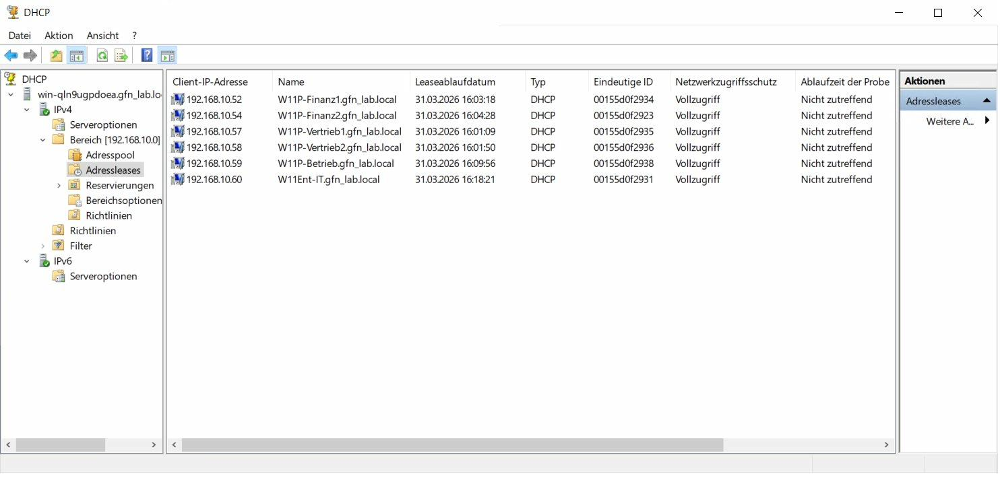 DHCP
Datei Aktion Ansicht ?
DHCP
win-qln9ugpdoea.gfn_lab.lo
IPv4
Serveroptionen
Bereich [192.168.10.0]
Adresspool
Adressleases
Reservierungen
Bereichsoptionen
Richtlinien
Richtlinien
Filter
IPv6
Serveroptionen
Client-IP-Adresse Name Leaseablaufdatum Typ Eindeutige ID Netzwerkzugriffsschutz Ablaufzeit der Probe
192.168.10.52 W11P-Finanz1.gfn_lab.local 31.03.2026 16:03:18 DHCP 00155d0f2934 Vollzugriff Nicht zutreffend
192.168.10.54 W11P-Finanz2.gfn_lab.local 31.03.2026 16:04:28 DHCP 00155d0f2923 Vollzugriff Nicht zutreffend
192.168.10.57 W11P-Vertrieb1.gfn_lab.local 31.03.2026 16:01:09 DHCP 00155d0f2935 Vollzugriff Nicht zutreffend
192.168.10.58 W11P-Vertrieb2.gfn_lab.local 31.03.2026 16:01:50 DHCP 00155d0f2936 Vollzugriff Nicht zutreffend
192.168.10.59 W11P-Betrieb.gfn_lab.local 31.03.2026 16:09:56 DHCP 00155d0f2938 Vollzugriff Nicht zutreffend
192.168.10.60 W11Ent-IT.gfn_lab.local 31.03.2026 16:18:21 DHCP 00155d0f2931 Vollzugriff Nicht zutreffend
Aktionen
Adressleases
Weitere A...